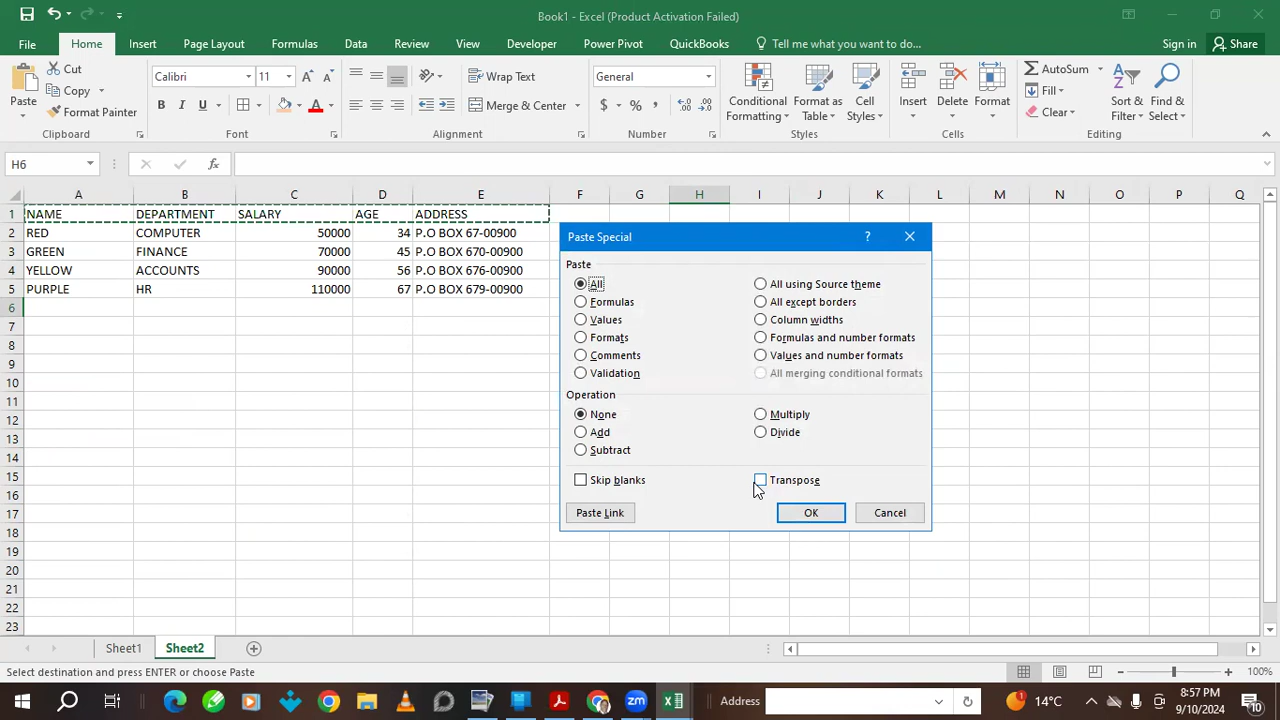 Book1 - Excel (Product Activation Failed)
File Home Insert Page Layout Formulas Data Review View Developer Power Pivot QuickBooks Tell me what you want to do... Sign in Share
Paste
Cut
Copy
Format Painter
Clipboard
Calibri 11
B I U
Font
Wrap Text
Merge & Center
Alignment
General
$ % ,
Number
Conditional Formatting
Format as Table
Cell Styles
Styles
Insert
Delete
Format
Cells
AutoSum
Fill
Clear
Sort & Filter
Find & Select
Editing
H6 fx
A B C D E F G H I J K L M N O P Q
1 NAME DEPARTMENT SALARY AGE ADDRESS
2 RED COMPUTER 50000 34 P.O BOX 67-00900
3 GREEN FINANCE 70000 45 P.O BOX 670-00900
4 YELLOW ACCOUNTS 90000 56 P.O BOX 676-00900
5 PURPLE HR 110000 67 P.O BOX 679-00900
6
7
8
9
10
11
12
13
14
15
16
17
18
19
20
21
22
23
Paste Special ?
Paste
All All using Source theme
Formulas All except borders
Values Column widths
Formats Formulas and number formats
Comments Values and number formats
Validation All merging conditional formats
Operation
None Multiply
Add Divide
Subtract
Skip blanks Transpose
Paste Link OK Cancel
Sheet1 Sheet2
Select destination and press ENTER or choose Paste 100%
Address 14°C 8:57 PM
9/10/2024 10